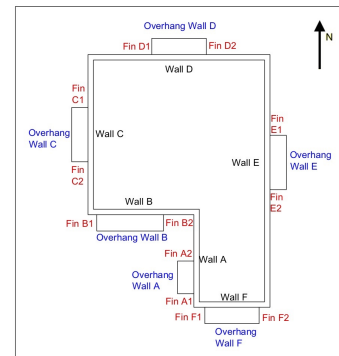 Overhang Wall D
Fin D1
Fin D2
N
Wall D
Fin
C1
Overhang
Wall C
Wall C
Fin
C2
Fin
E1
Wall E
Overhang
Wall E
Fin
E2
Wall B
Fin B1
Fin B2
Overhang Wall B
Fin A2
Wall A
Overhang
Wall A
Fin A1
Wall F
Fin F1
Fin F2
Overhang
Wall F